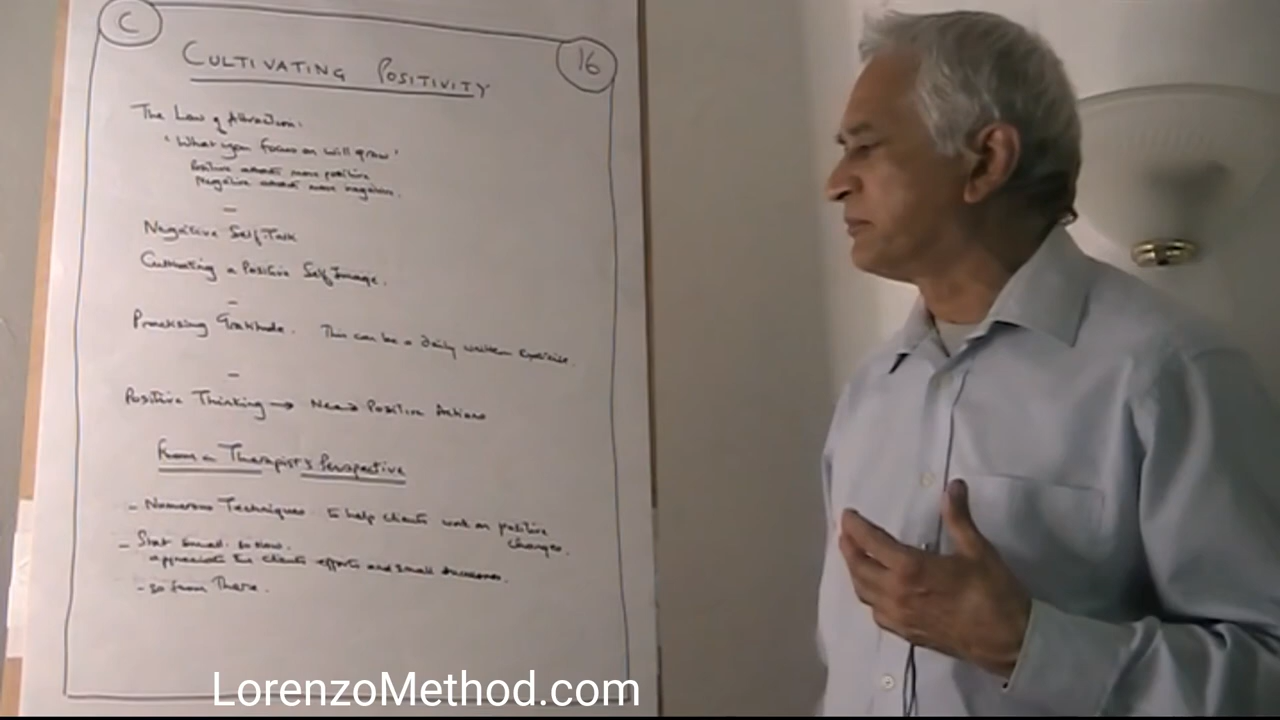 C
16
CULTIVATING POSITIVITY
The Law of Attraction:
'What you focus on will grow'
Positive attracts more positive
Negative attracts more negative.
Negative Self-Talk
Cultivating a Positive Self Image.
Practising Gratitude. This can be a daily written exercise.
Positive Thinking → New Positive Actions
From a Therapist's Perspective
- Numerous Techniques to help clients work on positive
changes.
- Start small. Go slow.
appreciate the clients efforts and small successes.
- go from There.
LorenzoMethod.com